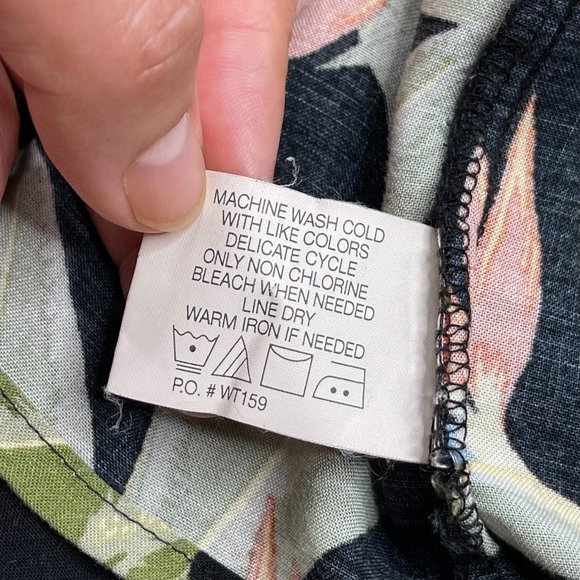 MACHINE WASH COLD
WITH LIKE COLORS
DELICATE CYCLE
ONLY NON CHLORINE
BLEACH WHEN NEEDED
LINE DRY
WARM IRON IF NEEDED
P.O. # WT159